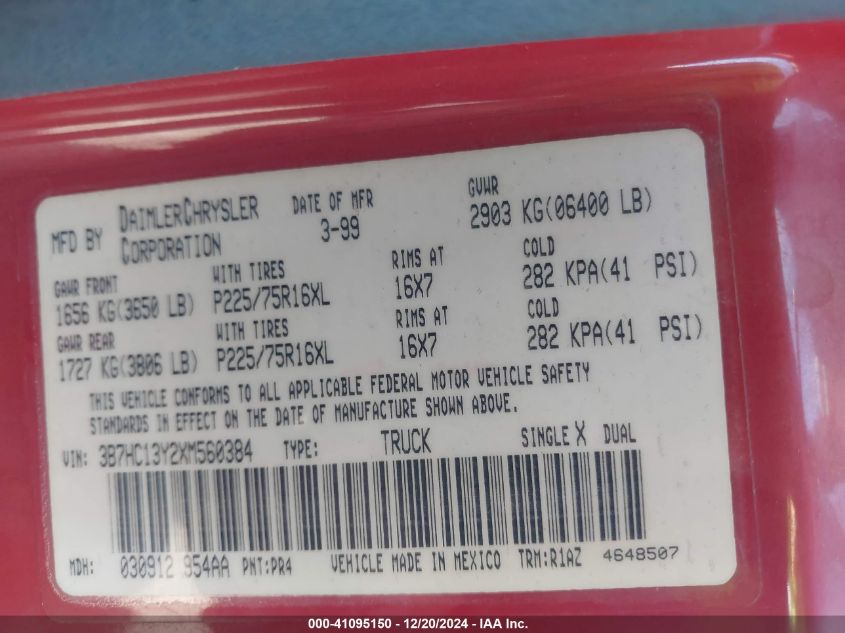 MFD BY DAIMLERCHRYSLER CORPORATION DATE OF MFR 3-99 GVWR 2903 KG(06400 LB)
GAWR FRONT WITH TIRES RIMS AT COLD
1656 KG(3650 LB) P225/75R16XL 16X7 282 KPA(41 PSI)
GAWR REAR WITH TIRES RIMS AT COLD
1727 KG(3806 LB) P225/75R16XL 16X7 282 KPA(41 PSI)
THIS VEHICLE CONFORMS TO ALL APPLICABLE FEDERAL MOTOR VEHICLE SAFETY
STANDARDS IN EFFECT ON THE DATE OF MANUFACTURE SHOWN ABOVE.
VIN: 3B7HC13Y2XM560384 TYPE: TRUCK SINGLE X DUAL
MDH: 030912 954AA PNT:PR4 VEHICLE MADE IN MEXICO TRM:R1AZ 4648507
000-41095150 - 12/20/2024 - IAA Inc.